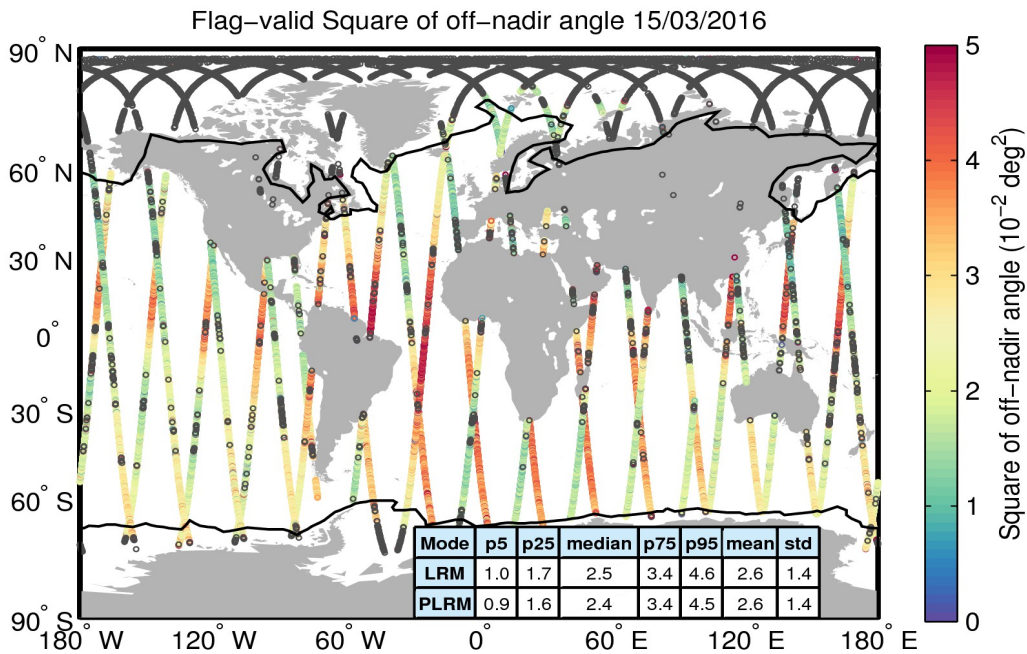 Flag−valid Square of off−nadir angle 15/03/2016
90° N
60° N
30° N
0°
30° S
60° S
90° S
180° W
120° W
60° W
0°
60° E
120° E
180° E
Mode p5 p25 median p75 p95 mean std
LRM 1.0 1.7 2.5 3.4 4.6 2.6 1.4
PLRM 0.9 1.6 2.4 3.4 4.5 2.6 1.4
5
4
3
2
1
0
Square of off−nadir angle (10⁻² deg²)